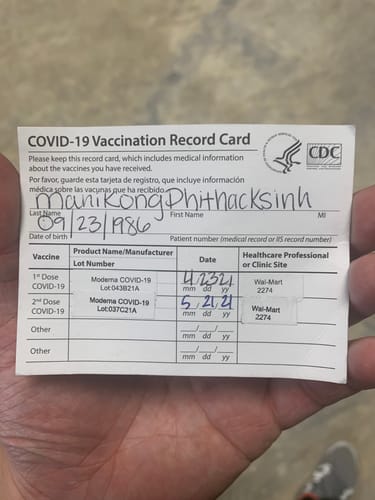 COVID-19 Vaccination Record Card
CDC
Please keep this record card, which includes medical information
about the vaccines you have received.
Por favor, guarde esta tarjeta de registro, que incluye información
médica sobre las vacunas que ha recibido.
Manikong Phithacksinh
Last Name First Name MI
09/23/1986
Date of birth Patient number (medical record or IIS record number)
Vaccine Product Name/Manufacturer Date Healthcare Professional
Lot Number or Clinic Site
1st Dose Moderna COVID-19 4 23 21 Wal-Mart
COVID-19 Lot:043B21A mm dd yy 2274
2nd Dose Moderna COVID-19 5 21 21 Wal-Mart
COVID-19 Lot:037C21A mm dd yy 2274
Other __/__/__
mm dd yy
Other __/__/__
mm dd yy